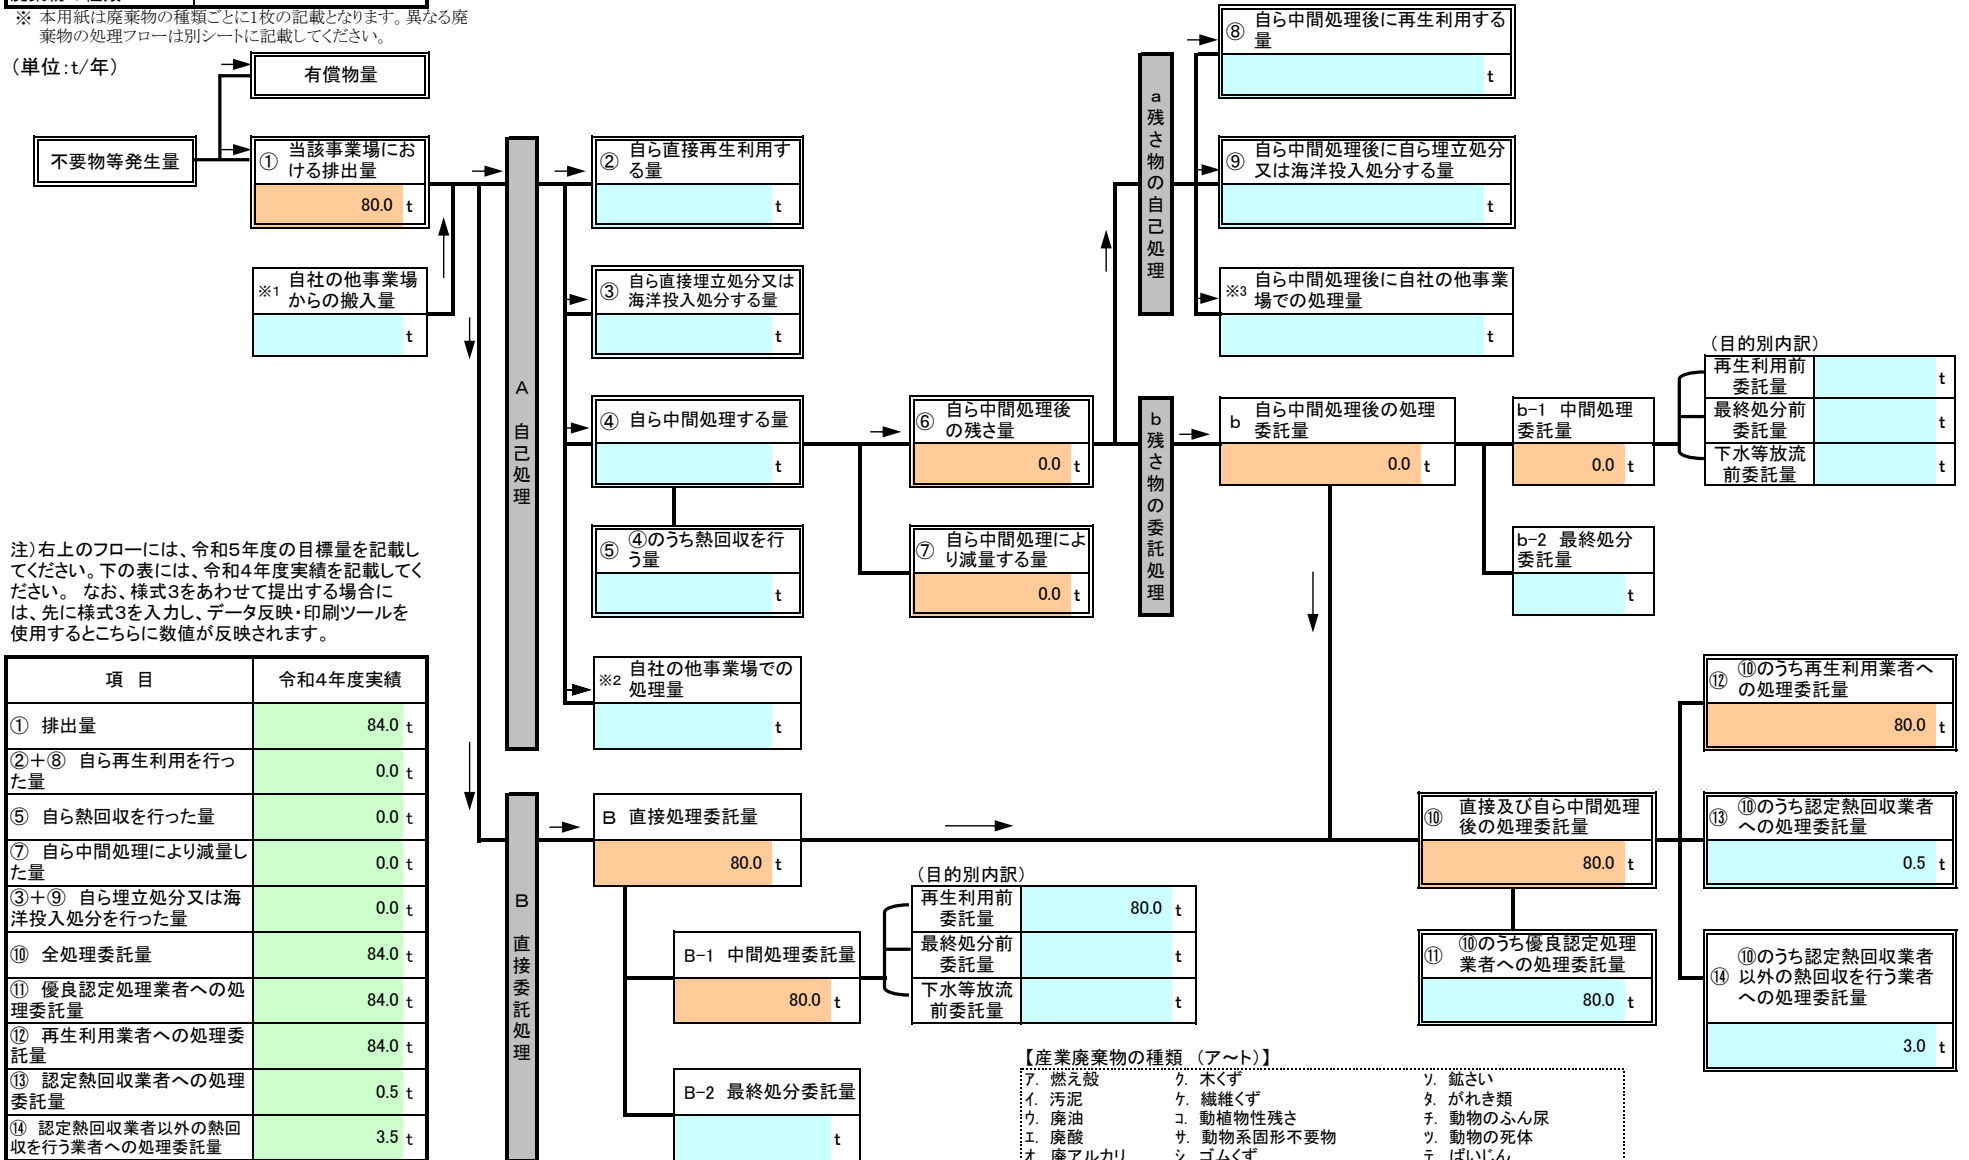 ※ 本用紙は廃棄物の種類ごとに1枚の記載となります。異なる廃
棄物の処理フローは別シートに記載してください。
(単位:t/年)
有償物量
不要物等発生量
① 当該事業場にお
ける排出量
80.0 t
※1 自社の他事業場
からの搬入量
t
A 自己処理
② 自ら直接再生利用す
る量
t
③ 自ら直接埋立処分又は
海洋投入処分する量
t
④ 自ら中間処理する量
t
⑤ ④のうち熱回収を行
う量
t
※2 自社の他事業場での
処理量
t
⑥ 自ら中間処理後
の残さ量
0.0 t
⑦ 自ら中間処理によ
り減量する量
0.0 t
a 残さ物の自己処理
⑧ 自ら中間処理後に再生利用する
量
t
⑨ 自ら中間処理後に自ら埋立処分
又は海洋投入処分する量
t
※3 自ら中間処理後に自社の他事業
場での処理量
t
b 残さ物の委託処理
b 自ら中間処理後の処理
委託量
0.0 t
b-1 中間処理
委託量
0.0 t
b-2 最終処分
委託量
t
(目的別内訳)
再生利用前
委託量
t
最終処分前
委託量
t
下水等放流
前委託量
t
注)右上のフローには、令和5年度の目標量を記載し
てください。下の表には、令和4年度実績を記載してく
ださい。 なお、様式3をあわせて提出する場合に
は、先に様式3を入力し、データ反映・印刷ツールを
使用するとこちらに数値が反映されます。
項 目 令和4年度実績
① 排出量 84.0 t
②+⑧ 自ら再生利用を行っ
た量 0.0 t
⑤ 自ら熱回収を行った量 0.0 t
⑦ 自ら中間処理により減量し
た量 0.0 t
③+⑨ 自ら埋立処分又は海
洋投入処分を行った量 0.0 t
⑩ 全処理委託量 84.0 t
⑪ 優良認定処理業者への処
理委託量 84.0 t
⑫ 再生利用業者への処理委
託量 84.0 t
⑬ 認定熱回収業者への処理
委託量 0.5 t
⑭ 認定熱回収業者以外の熱回
収を行う業者への処理委託量 3.5 t
B 直接委託処理
B 直接処理委託量
80.0 t
B-1 中間処理委託量
80.0 t
B-2 最終処分委託量
t
(目的別内訳)
再生利用前
委託量
80.0 t
最終処分前
委託量
t
下水等放流
前委託量
t
⑩ 直接及び自ら中間処理
後の処理委託量
80.0 t
⑪ ⑩のうち優良認定処理
業者への処理委託量
80.0 t
⑫ ⑩のうち再生利用業者へ
の処理委託量
80.0 t
⑬ ⑩のうち認定熱回収業者
への処理委託量
0.5 t
⑭ ⑩のうち認定熱回収業者
以外の熱回収を行う業者
への処理委託量
3.0 t
【産業廃棄物の種類 (ア~ト)】
ア. 燃え殻 ク. 木くず ソ. 鉱さい
イ. 汚泥 ケ. 繊維くず タ. がれき類
ウ. 廃油 コ. 動植物性残さ チ. 動物のふん尿
エ. 廃酸 サ. 動物系固形不要物 ツ. 動物の死体
オ. 廃アルカリ シ. ゴムくず テ. ばいじん